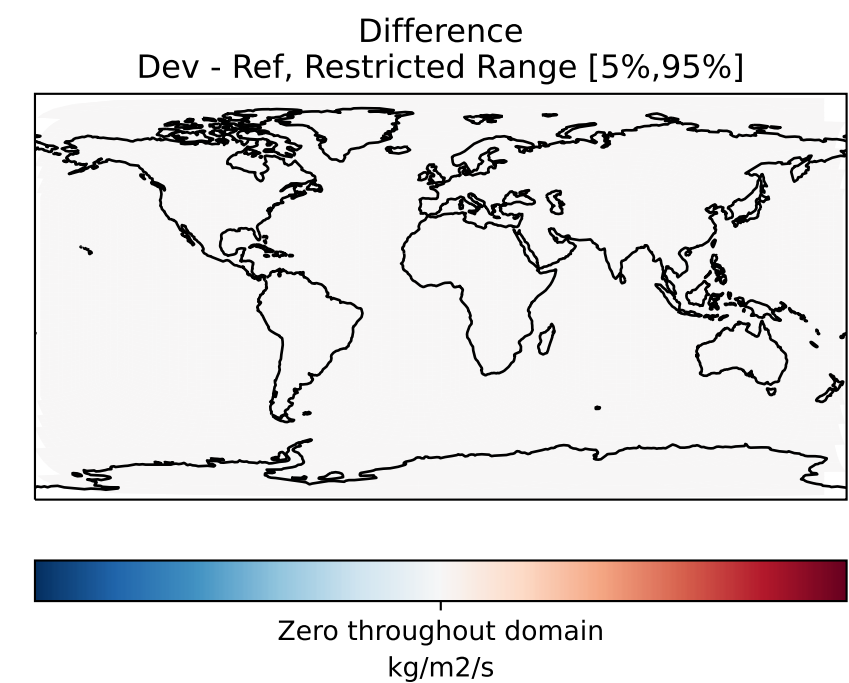 Difference
Dev - Ref, Restricted Range [5%,95%]
Zero throughout domain
kg/m2/s